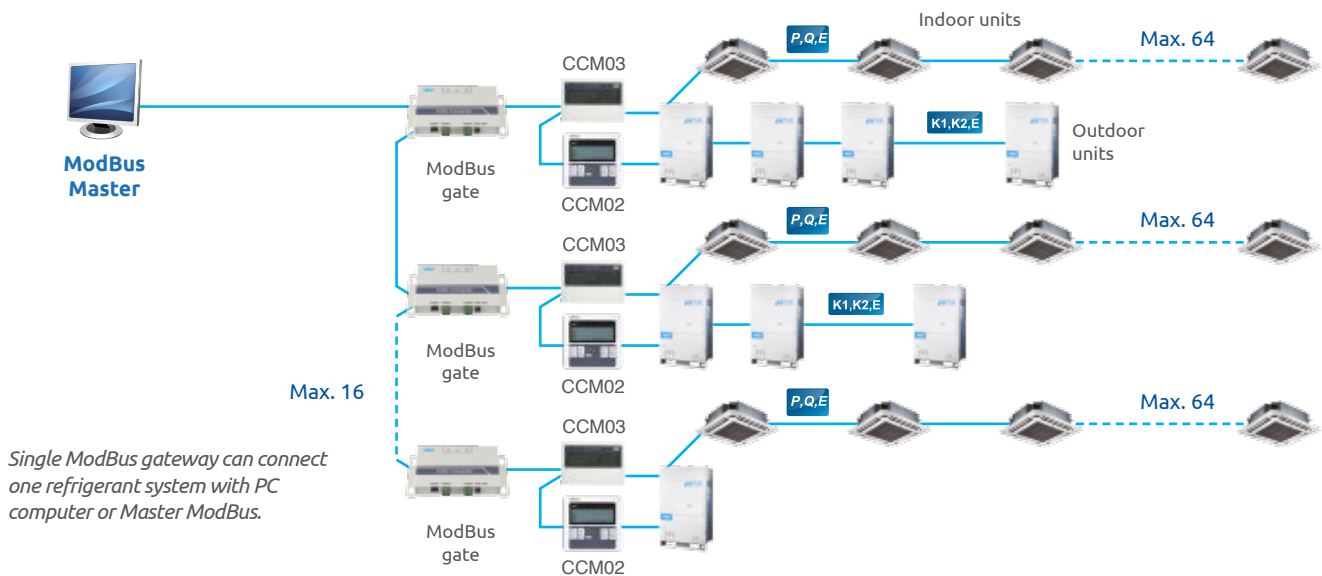 Indoor units
P,Q,E
Max. 64
CCM03
ModBus
Master
ModBus
gate
K1,K2,E
Outdoor
units
CCM02
P,Q,E
Max. 64
CCM03
ModBus
gate
K1,K2,E
CCM02
Max. 16
P,Q,E
Max. 64
CCM03
Single ModBus gateway can connect
one refrigerant system with PC
computer or Master ModBus.
ModBus
gate
CCM02